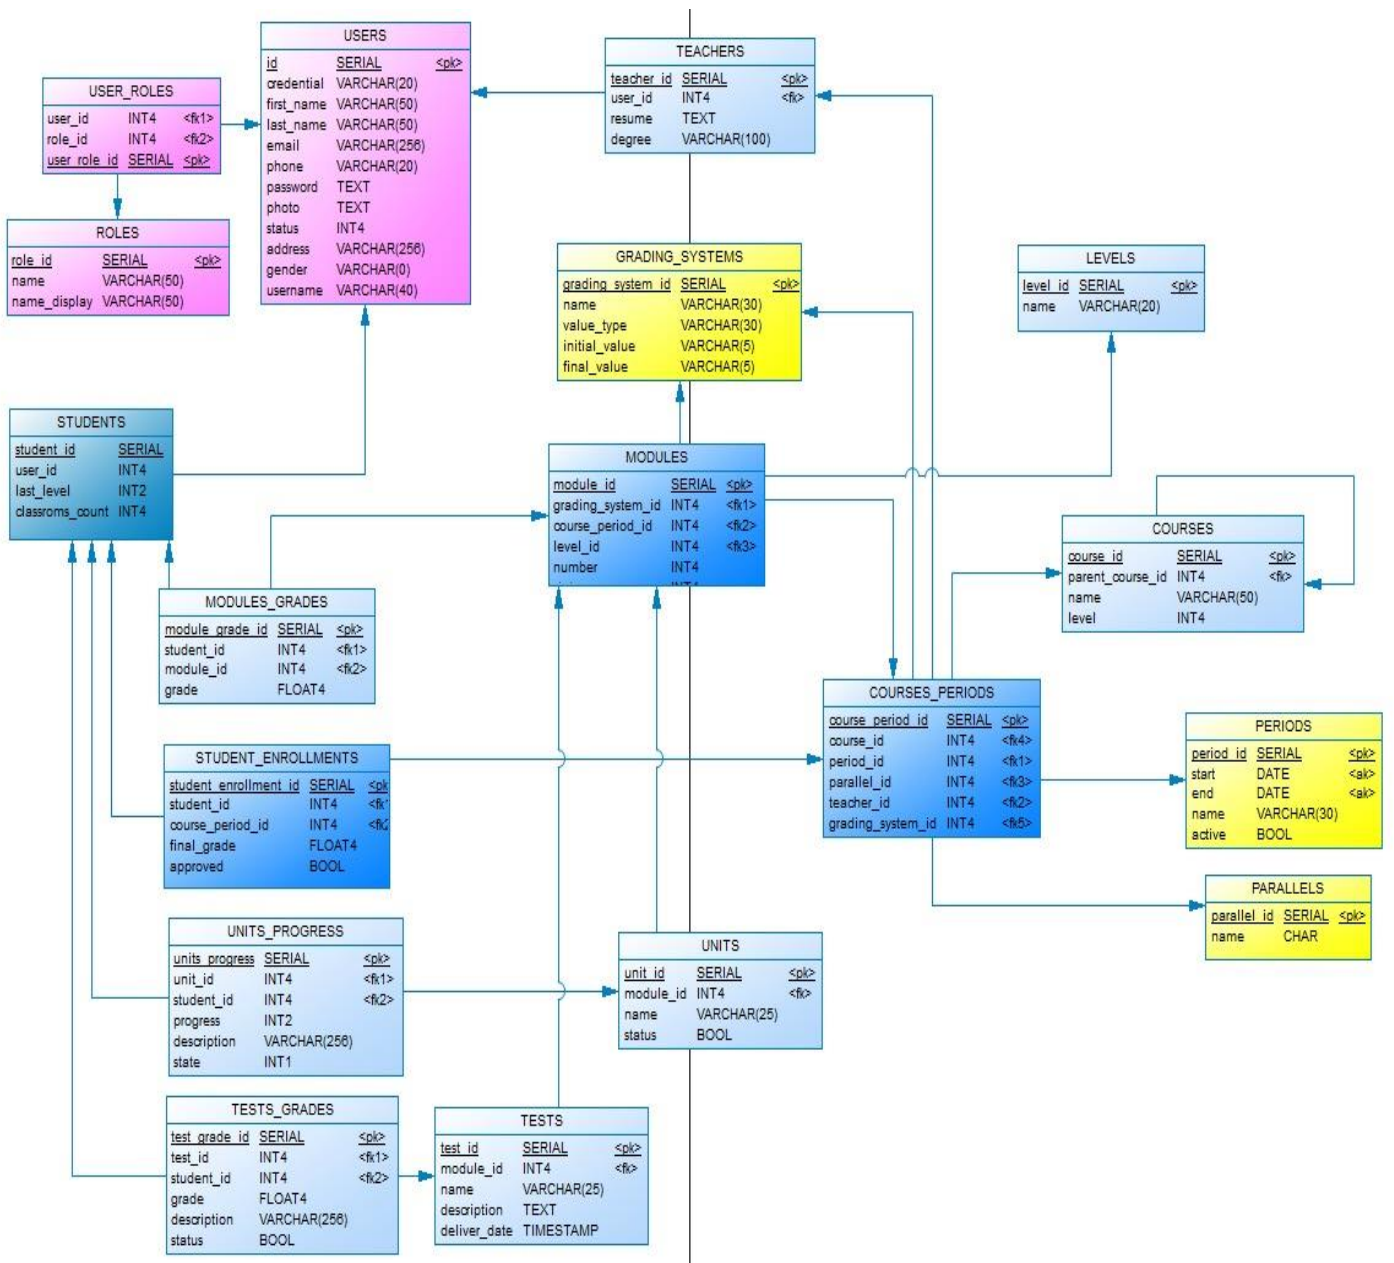 USERS
id SERIAL <pk>
credential VARCHAR(20)
first_name VARCHAR(50)
last_name VARCHAR(50)
email VARCHAR(256)
phone VARCHAR(20)
password TEXT
photo TEXT
status INT4
address VARCHAR(256)
gender VARCHAR(0)
username VARCHAR(40)
TEACHERS
teacher_id SERIAL <pk>
user_id INT4 <fk>
resume TEXT
degree VARCHAR(100)
USER_ROLES
user_id INT4 <fk1>
role_id INT4 <fk2>
user_role_id SERIAL <pk>
ROLES
role_id SERIAL <pk>
name VARCHAR(50)
name_display VARCHAR(50)
GRADING_SYSTEMS
grading_system_id SERIAL <pk>
name VARCHAR(30)
value_type VARCHAR(30)
initial_value VARCHAR(5)
final_value VARCHAR(5)
LEVELS
level_id SERIAL <pk>
name VARCHAR(20)
STUDENTS
student_id SERIAL
user_id INT4
last_level INT2
classroms_count INT4
MODULES
module_id SERIAL <pk>
grading_system_id INT4 <fk1>
course_period_id INT4 <fk2>
level_id INT4 <fk3>
number INT4
COURSES
course_id SERIAL <pk>
parent_course_id INT4 <fk>
name VARCHAR(50)
level INT4
MODULES_GRADES
module_grade_id SERIAL <pk>
student_id INT4 <fk1>
module_id INT4 <fk2>
grade FLOAT4
COURSES_PERIODS
course_period_id SERIAL <pk>
course_id INT4 <fk4>
period_id INT4 <fk1>
parallel_id INT4 <fk3>
teacher_id INT4 <fk2>
grading_system_id INT4 <fk5>
PERIODS
period_id SERIAL <pk>
start DATE <ak>
end DATE <ak>
name VARCHAR(30)
active BOOL
STUDENT_ENROLLMENTS
student_enrollment_id SERIAL <pk
student_id INT4 <fk
course_period_id INT4 <fk2
final_grade FLOAT4
approved BOOL
PARALLELS
parallel_id SERIAL <pk>
name CHAR
UNITS_PROGRESS
units_progress SERIAL <pk>
unit_id INT4 <fk1>
student_id INT4 <fk2>
progress INT2
description VARCHAR(256)
state INT1
UNITS
unit_id SERIAL <pk>
module_id INT4 <fk>
name VARCHAR(25)
status BOOL
TESTS_GRADES
test_grade_id SERIAL <pk>
test_id INT4 <fk1>
student_id INT4 <fk2>
grade FLOAT4
description VARCHAR(256)
status BOOL
TESTS
test_id SERIAL <pk>
module_id INT4 <fk>
name VARCHAR(25)
description TEXT
deliver_date TIMESTAMP